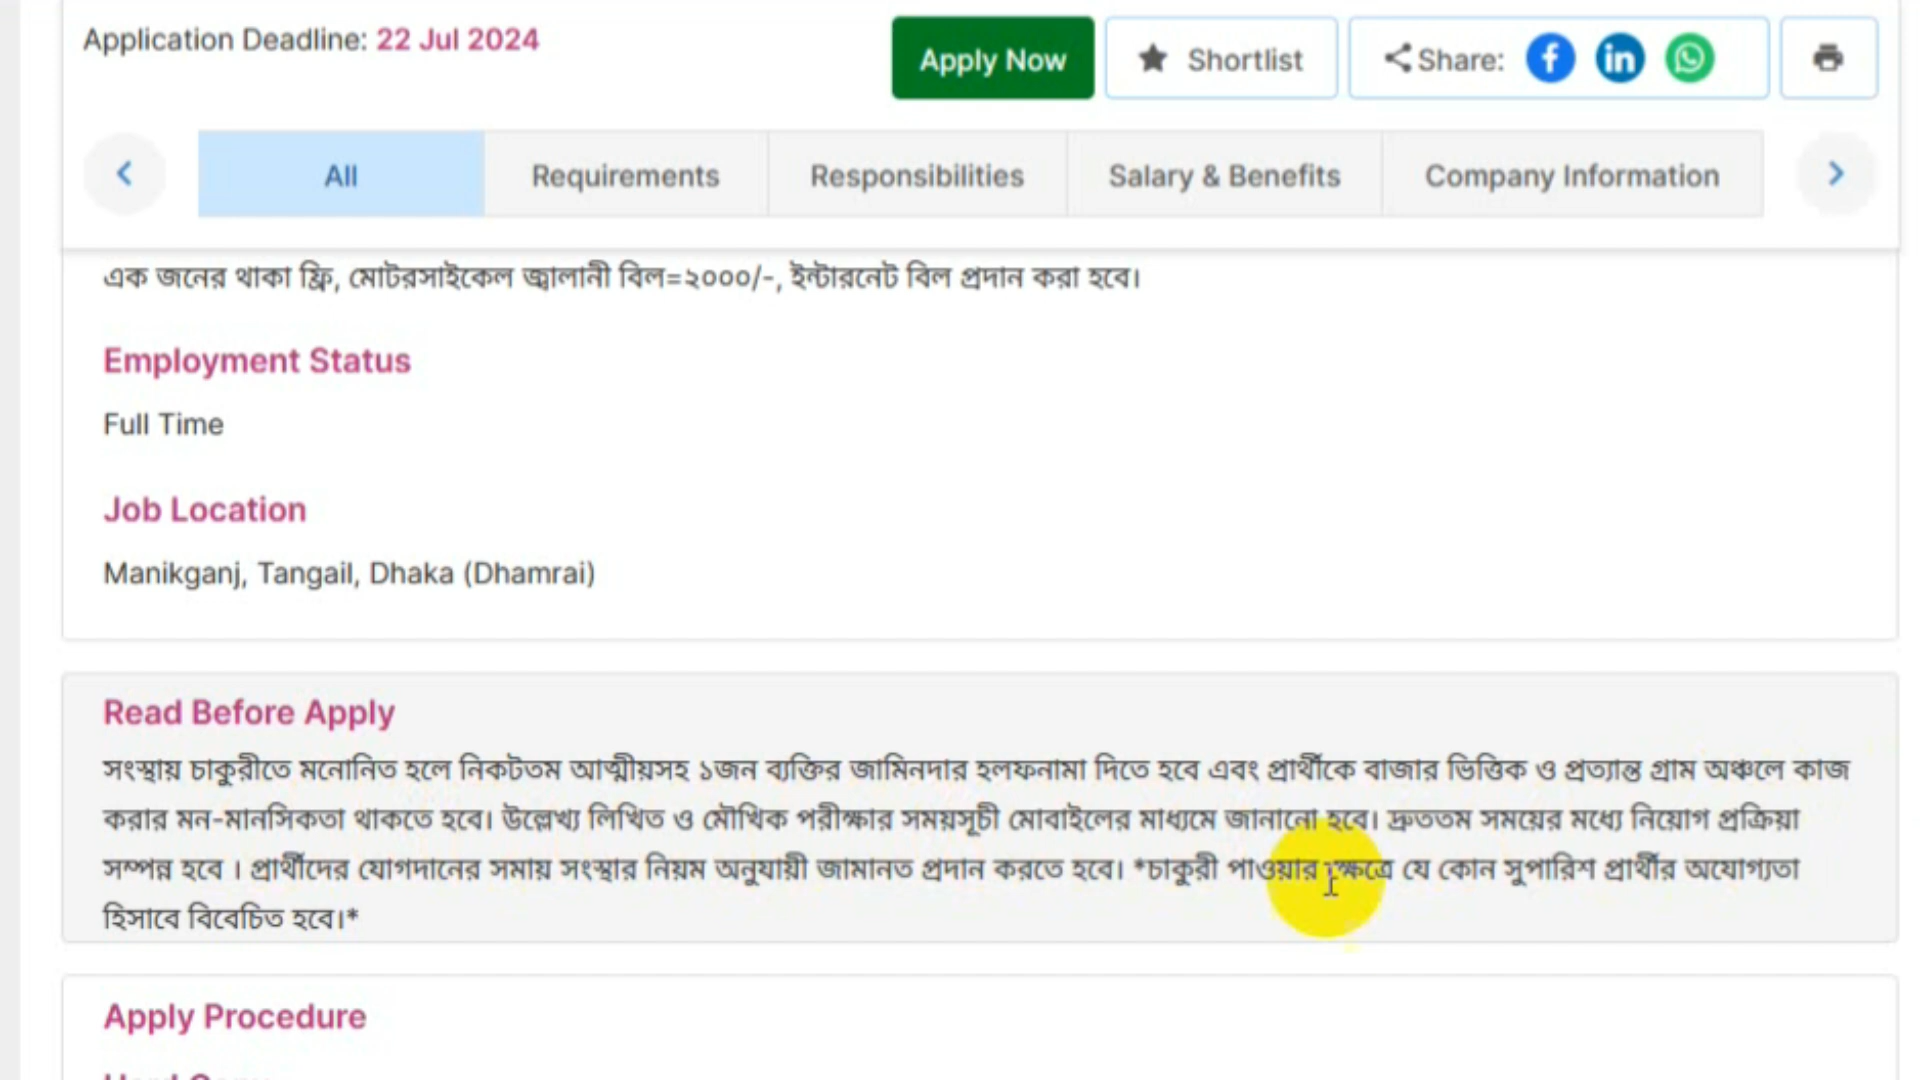 Application Deadline: 22 Jul 2024
Apply Now
Shortlist
Share:
All
Requirements
Responsibilities
Salary & Benefits
Company Information
এক জনের থাকা ফ্রি, মোটরসাইকেল জ্বালানী বিল=২০০০/-, ইন্টারনেট বিল প্রদান করা হবে।
Employment Status
Full Time
Job Location
Manikganj, Tangail, Dhaka (Dhamrai)
Read Before Apply
সংস্থায় চাকুরীতে মনোনিত হলে নিকটতম আত্মীয়সহ ১জন ব্যক্তির জামিনদার হলফনামা দিতে হবে এবং প্রার্থীকে বাজার ভিত্তিক ও প্রত্যান্ত গ্রাম অঞ্চলে কাজ
করার মন-মানসিকতা থাকতে হবে। উল্লেখ্য লিখিত ও মৌখিক পরীক্ষার সময়সূচী মোবাইলের মাধ্যমে জানানো হবে। দ্রুততম সময়ের মধ্যে নিয়োগ প্রক্রিয়া
সম্পন্ন হবে । প্রার্থীদের যোগদানের সমায় সংস্থার নিয়ম অনুযায়ী জামানত প্রদান করতে হবে। *চাকুরী পাওয়ার ক্ষেত্রে যে কোন সুপারিশ প্রার্থীর অযোগ্যতা
হিসাবে বিবেচিত হবে।*
Apply Procedure